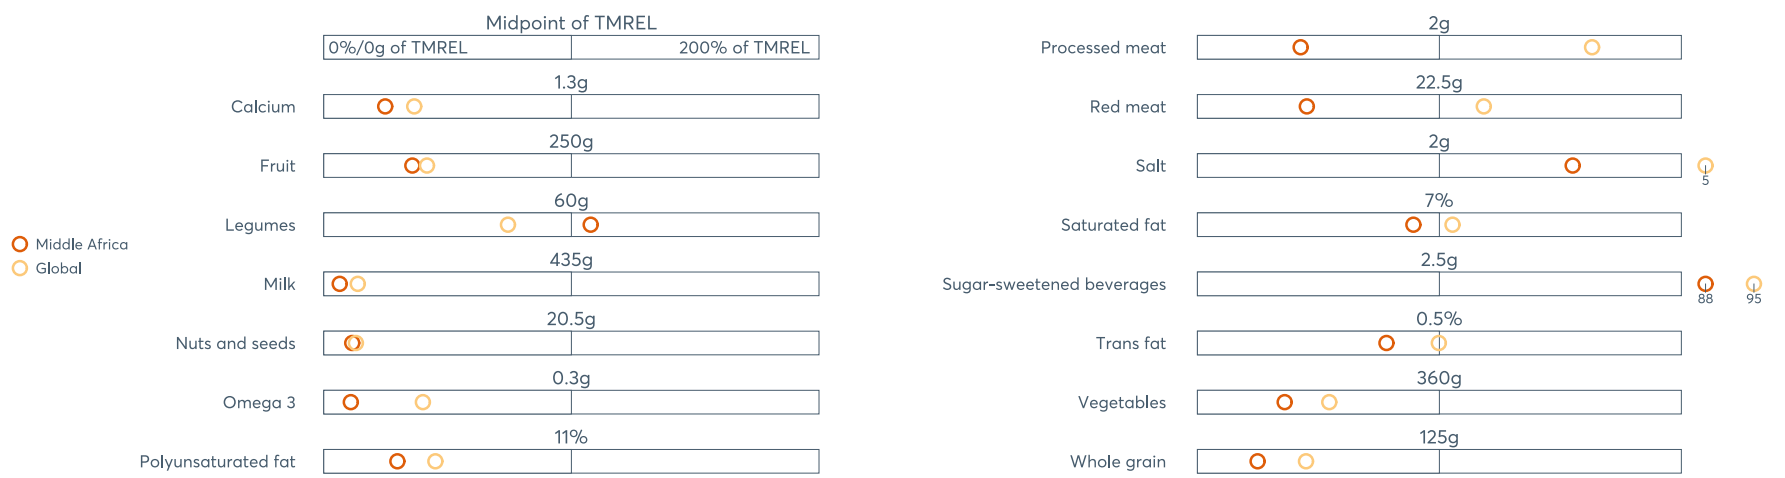 Midpoint of TMREL
0%/0g of TMREL 200% of TMREL
1.3g
Calcium
250g
Fruit
60g
Legumes
435g
Milk
20.5g
Nuts and seeds
0.3g
Omega 3
11%
Polyunsaturated fat
Middle Africa
Global
2g
Processed meat
22.5g
Red meat
2g
Salt
5
7%
Saturated fat
2.5g
Sugar-sweetened beverages
88 95
0.5%
Trans fat
360g
Vegetables
125g
Whole grain